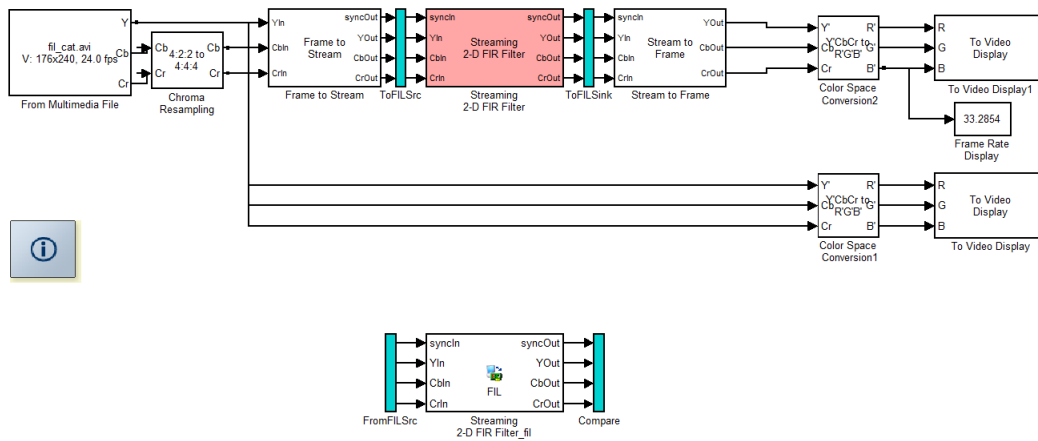 fil_cat.avi
V: 176x240, 24.0 fps
Y
Cb
Cr
From Multimedia File
Cb
Cr
4:2:2 to
4:4:4
Cb
Cr
Chroma
Resampling
YIn
CbIn
CrIn
Frame to
Stream
syncOut
YOut
CbOut
CrOut
Frame to Stream
ToFILSrc
syncIn
YIn
CbIn
CrIn
Streaming
2-D FIR Filter
syncOut
YOut
CbOut
CrOut
Streaming
2-D FIR Filter
ToFILSink
syncIn
YIn
CbIn
CrIn
Stream to
Frame
YOut
CbOut
CrOut
Stream to Frame
Y'
Cb
Cr
Y'CbCr to
R'G'B'
R'
G'
B'
Color Space
Conversion2
R
G
B
To Video
Display
To Video Display1
33.2854
Frame Rate
Display
Y'
Cb
Cr
Y'CbCr to
R'G'B'
R'
G'
B'
Color Space
Conversion1
R
G
B
To Video
Display
To Video Display
i
FromFILSrc
syncIn
YIn
CbIn
CrIn
FIL
syncOut
YOut
CbOut
CrOut
Streaming
2-D FIR Filter_fil
Compare